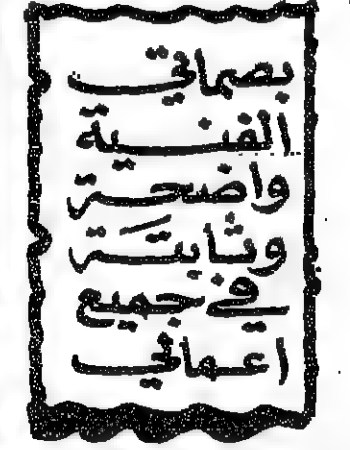 بصماتي
الفنية
واضحة
وثابتة
في جميع
اعمالي